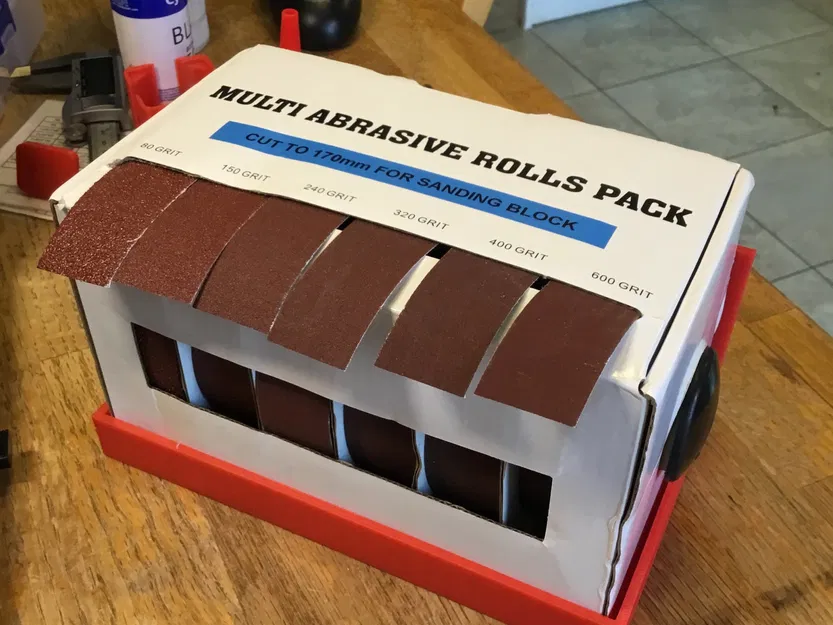 MULTI ABRASIVE ROLLS PACK
CUT TO 170mm FOR SANDING BLOCK
80 GRIT
150 GRIT
240 GRIT
320 GRIT
400 GRIT
600 GRIT